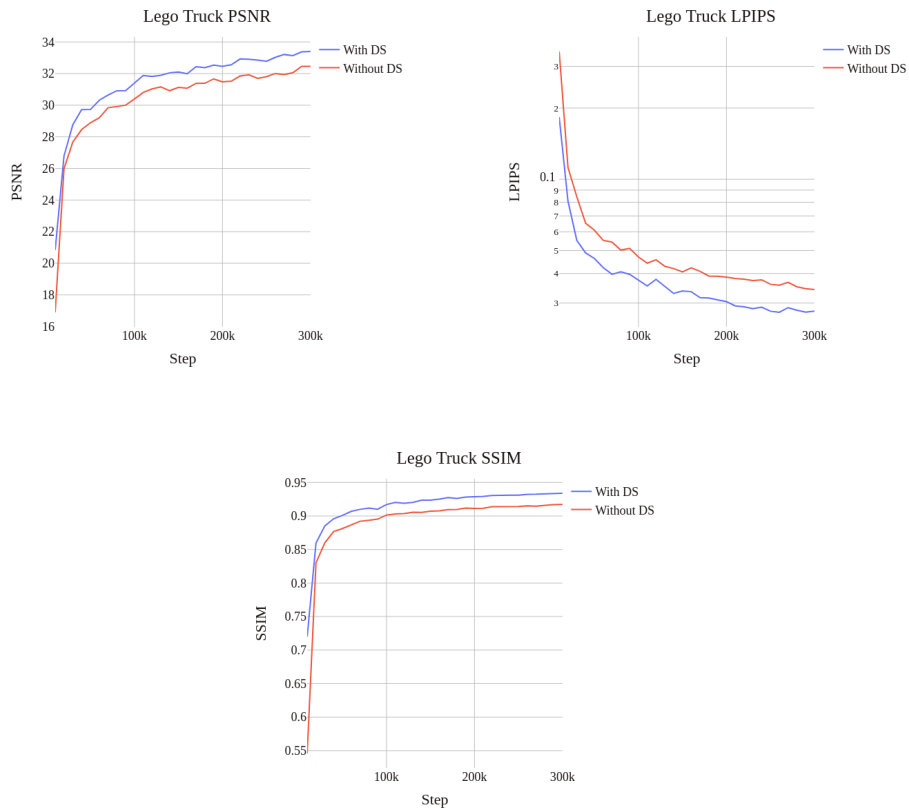 Lego Truck PSNR
34
32
30
28
26
24
22
20
18
16
PSNR
100k
200k
300k
Step
With DS
Without DS
Lego Truck LPIPS
3
2
0.1
9
8
7
6
5
4
3
LPIPS
100k
200k
300k
Step
With DS
Without DS
Lego Truck SSIM
0.95
0.9
0.85
0.8
0.75
0.7
0.65
0.6
0.55
SSIM
100k
200k
300k
Step
With DS
Without DS